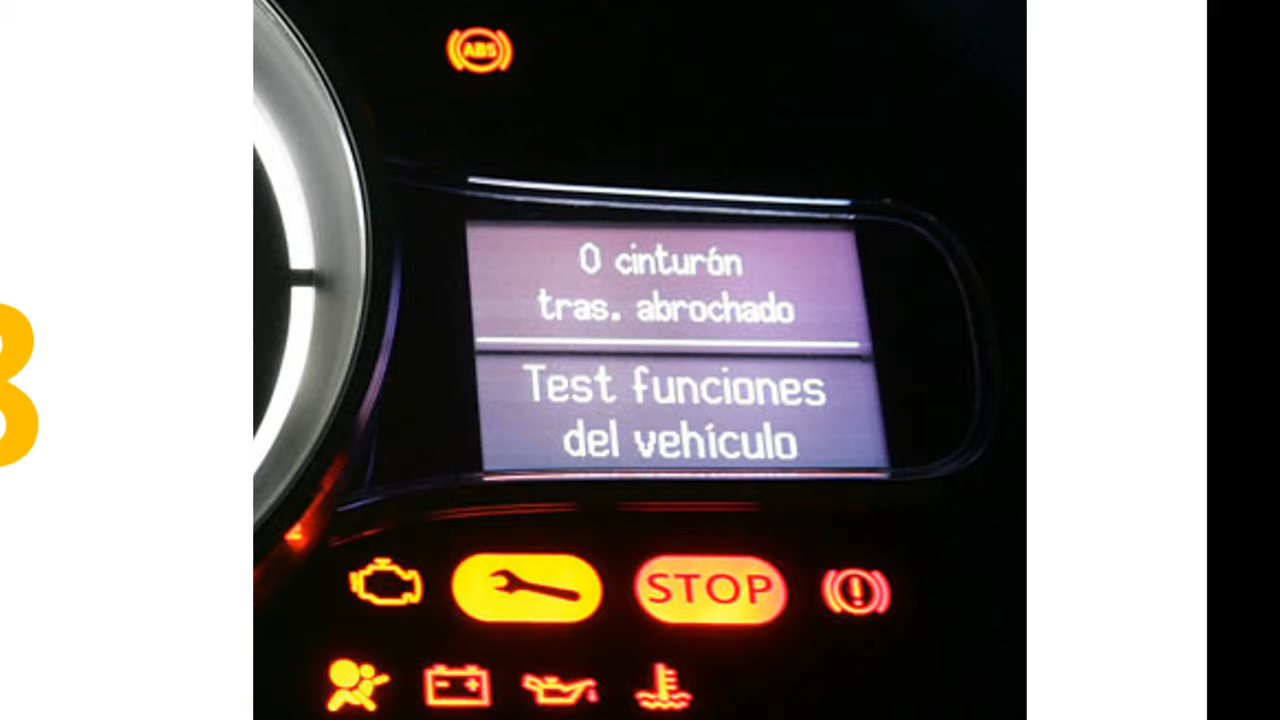 ABS
0 cinturón
tras. abrochado
Test funciones
del vehículo
STOP